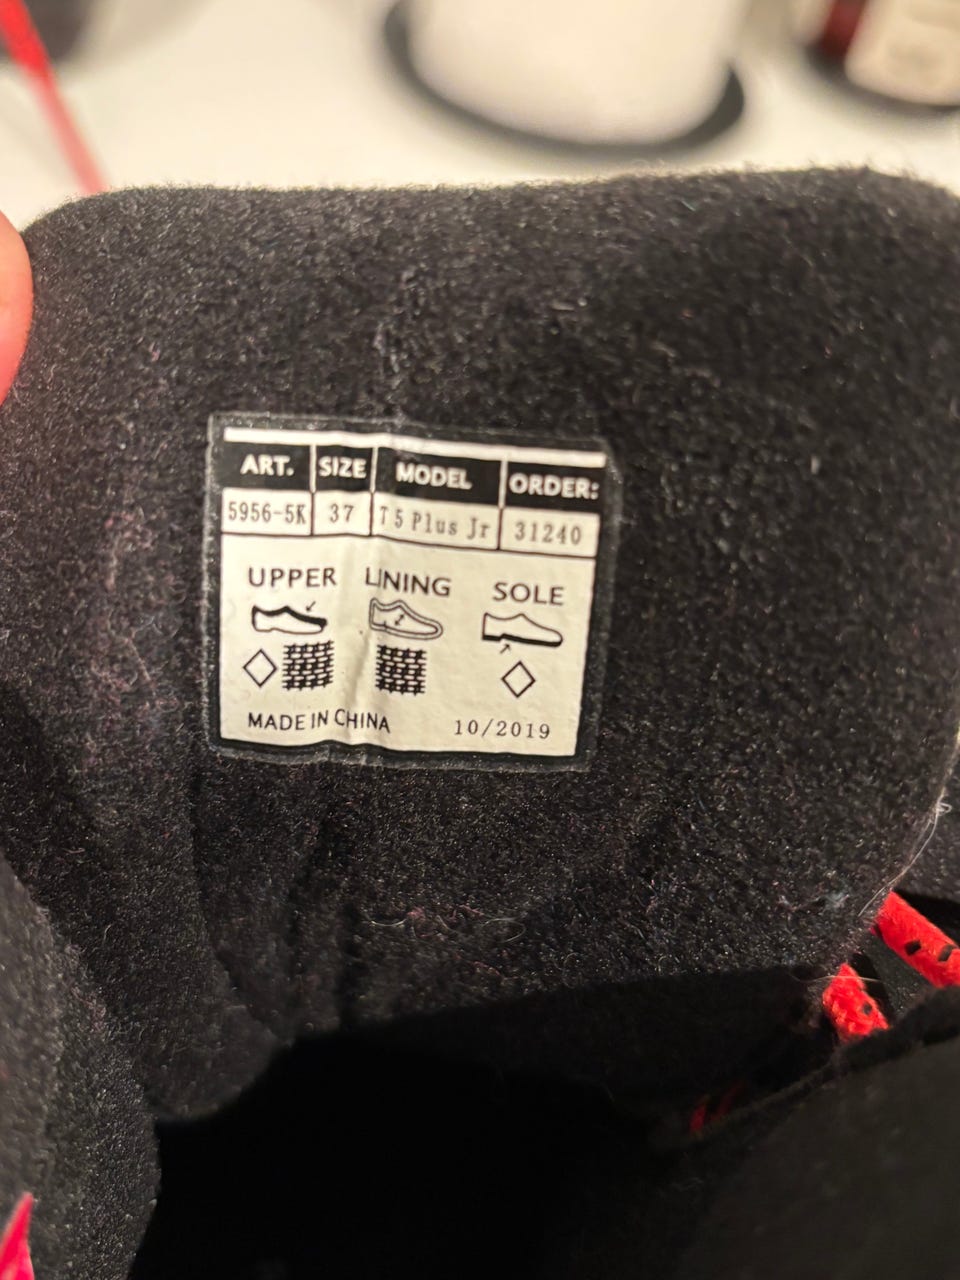 ART. SIZE MODEL ORDER:
5956-5K 37 T5 Plus Jr 31240
UPPER LINING SOLE
MADE IN CHINA 10/2019